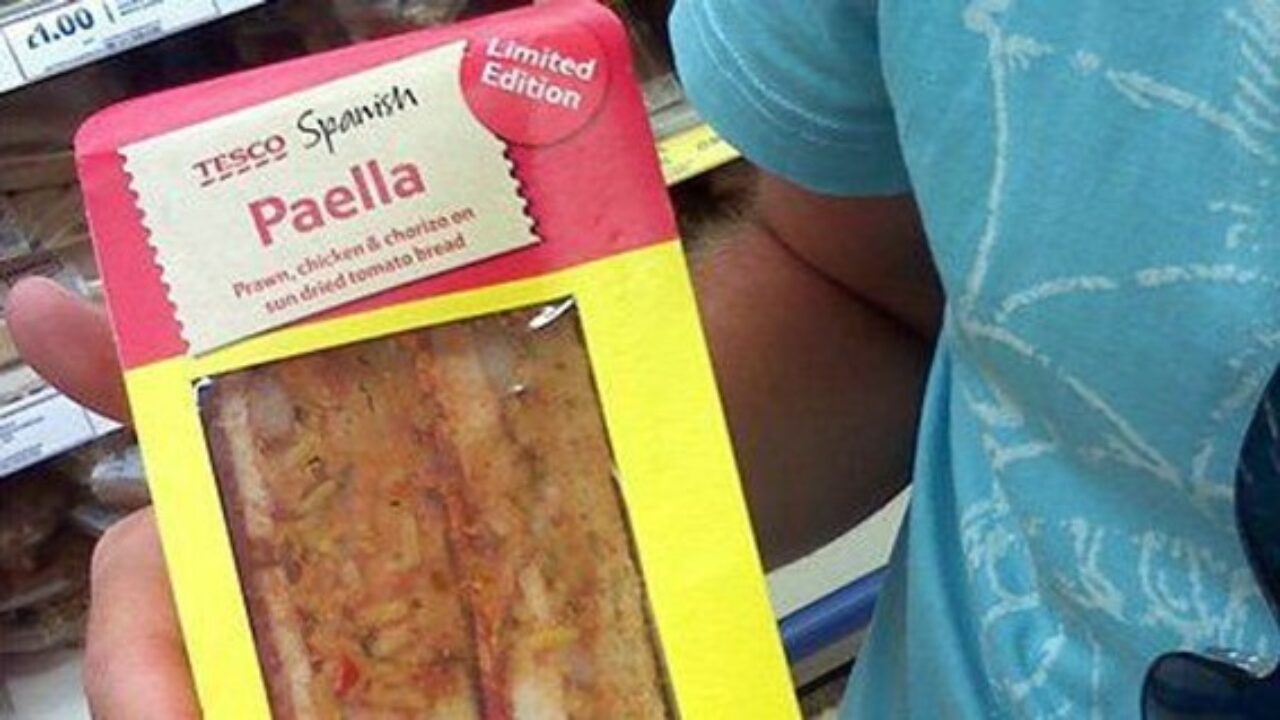 £1.00
Limited
Edition
TESCO Spanish
Paella
Prawn, chicken & chorizo on
sun dried tomato bread